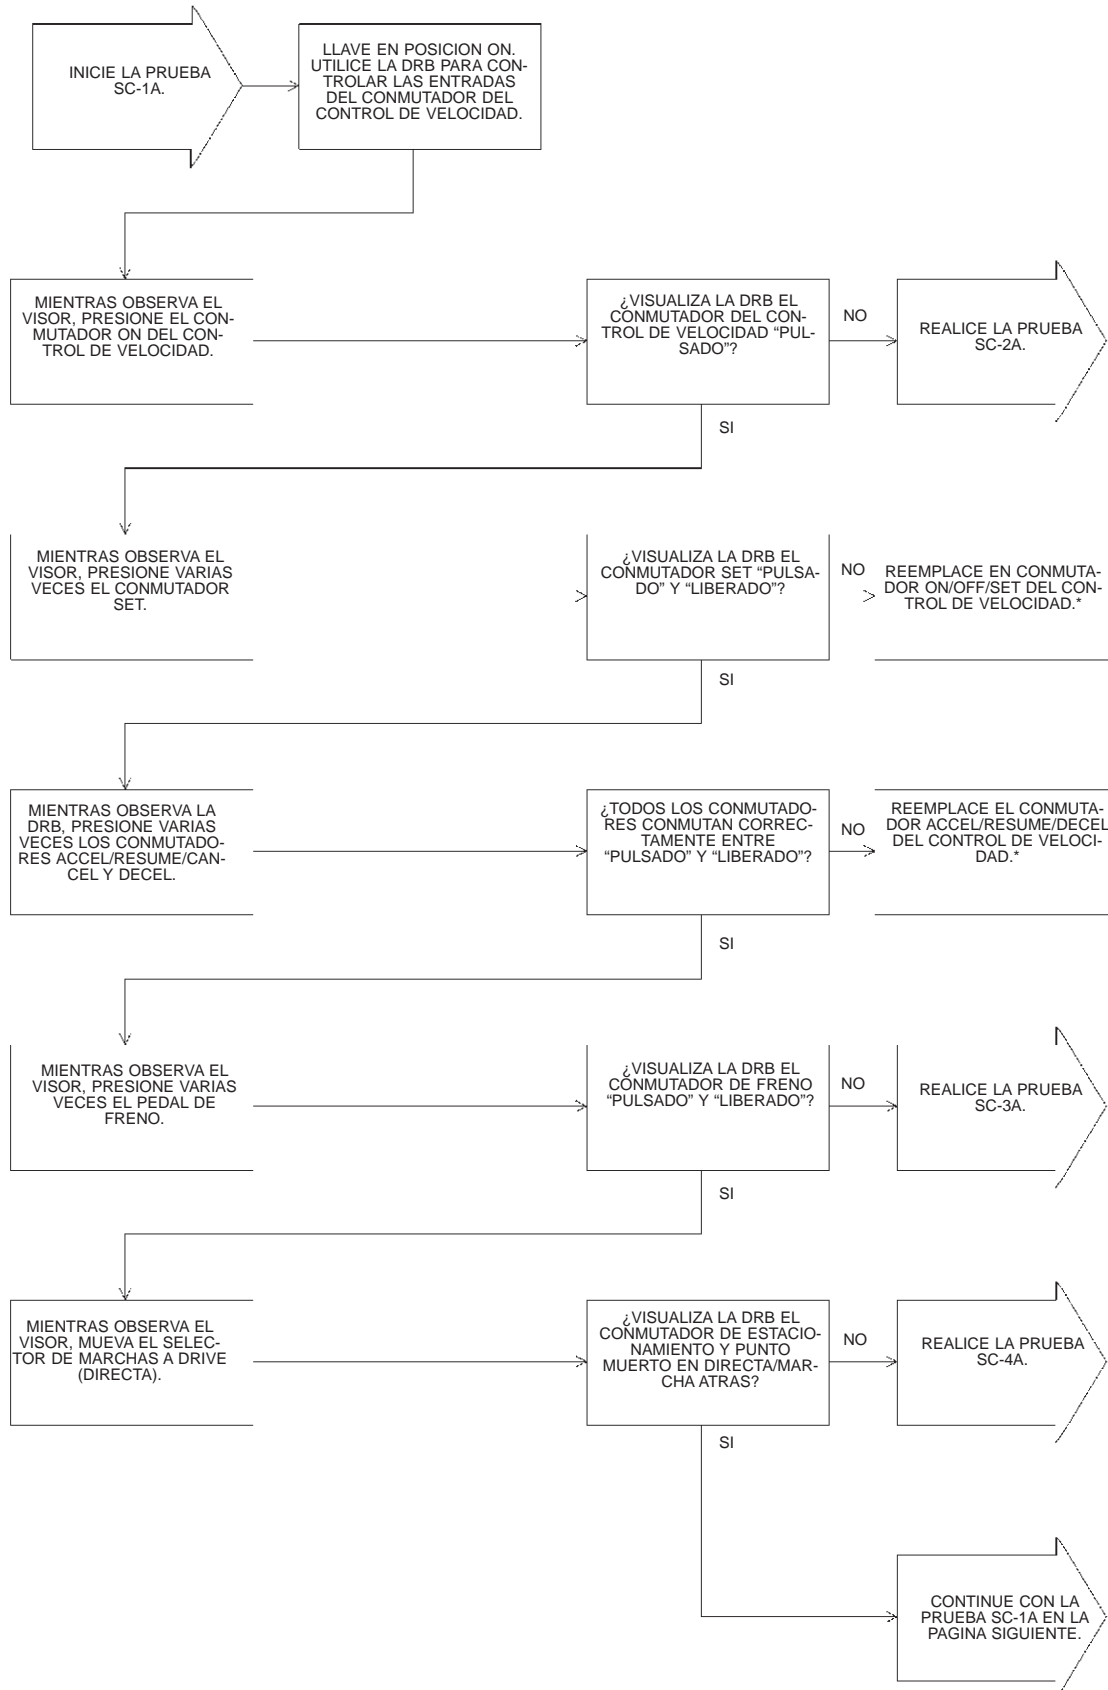 INICIE LA PRUEBA
SC-1A.
LLAVE EN POSICION ON.
UTILICE LA DRB PARA CON-
TROLAR LAS ENTRADAS
DEL CONMUTADOR DEL
CONTROL DE VELOCIDAD.
MIENTRAS OBSERVA EL
VISOR, PRESIONE EL CON-
MUTADOR ON DEL CON-
TROL DE VELOCIDAD.
¿VISUALIZA LA DRB EL
CONMUTADOR DEL CON-
TROL DE VELOCIDAD “PUL-
SADO”?
NO
REALICE LA PRUEBA
SC-2A.
SI
MIENTRAS OBSERVA EL
VISOR, PRESIONE VARIAS
VECES EL CONMUTADOR
SET.
¿VISUALIZA LA DRB EL
CONMUTADOR SET “PULSA-
DO” Y “LIBERADO”?
NO
REEMPLACE EN CONMUTA-
DOR ON/OFF/SET DEL CON-
TROL DE VELOCIDAD.*
SI
MIENTRAS OBSERVA LA
DRB, PRESIONE VARIAS
VECES LOS CONMUTADO-
RES ACCEL/RESUME/CAN-
CEL Y DECEL.
¿TODOS LOS CONMUTADO-
RES CONMUTAN CORREC-
TAMENTE ENTRE
“PULSADO” Y “LIBERADO”?
NO
REEMPLACE EL CONMUTA-
DOR ACCEL/RESUME/DECEL
DEL CONTROL DE VELOCI-
DAD.*
SI
MIENTRAS OBSERVA EL
VISOR, PRESIONE VARIAS
VECES EL PEDAL DE
FRENO.
¿VISUALIZA LA DRB EL
CONMUTADOR DE FRENO
“PULSADO” Y “LIBERADO”?
NO
REALICE LA PRUEBA
SC-3A.
SI
MIENTRAS OBSERVA EL
VISOR, MUEVA EL SELEC-
TOR DE MARCHAS A DRIVE
(DIRECTA).
¿VISUALIZA LA DRB EL
CONMUTADOR DE ESTACIO-
NAMIENTO Y PUNTO
MUERTO EN DIRECTA/MAR-
CHA ATRAS?
NO
REALICE LA PRUEBA
SC-4A.
SI
CONTINUE CON LA
PRUEBA SC-1A EN LA
PAGINA SIGUIENTE.